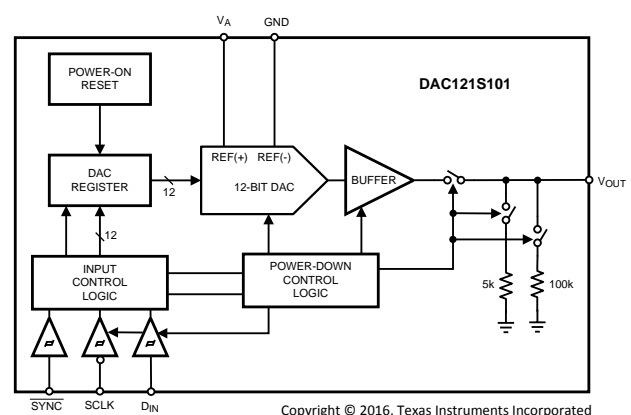 VA GND
POWER-ON
RESET
DAC121S101
REF(+) REF(-)
DAC
REGISTER
12
12-BIT DAC
BUFFER
VOUT
12
INPUT
CONTROL
LOGIC
POWER-DOWN
CONTROL
LOGIC
5k
100k
SYNC SCLK DIN
Copyright © 2016, Texas Instruments Incorporated